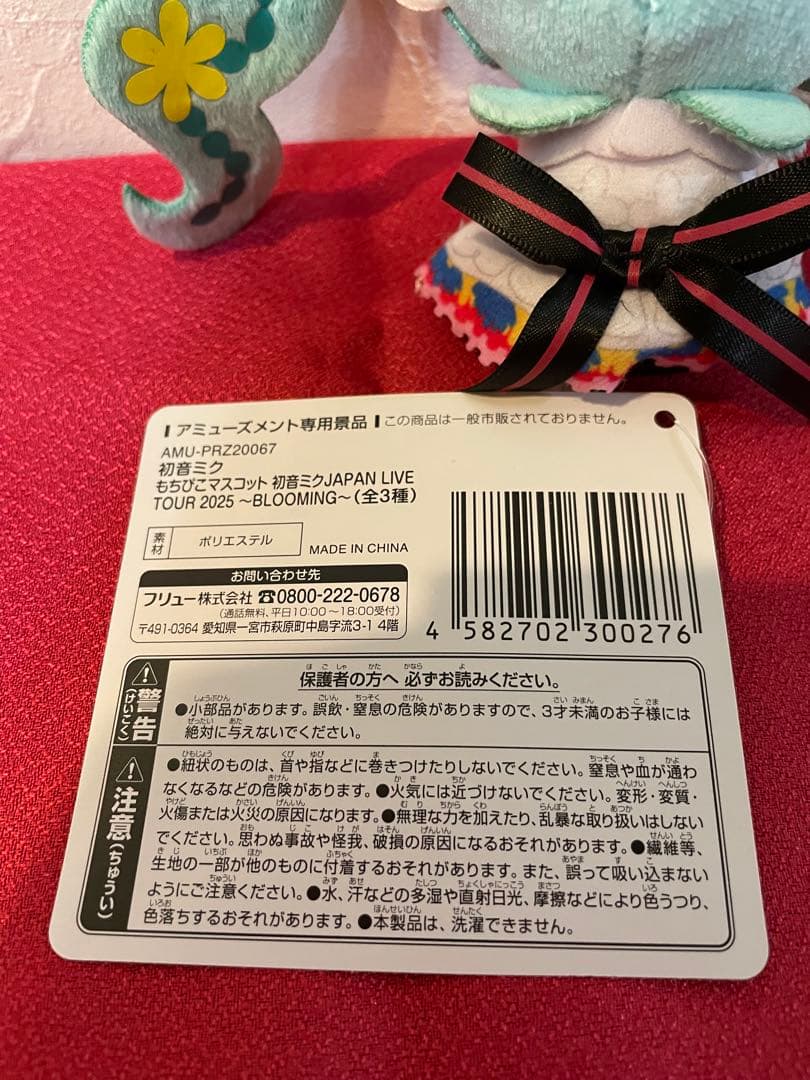 アミューズメント専用景品 この商品は一般市販されておりません。
AMU-PRZ20067
初音ミク
もちぴこマスコット 初音ミクJAPAN LIVE
TOUR 2025 ～BLOOMING～(全3種)
素材 ポリエステル MADE IN CHINA
お問い合わせ先
フリュー株式会社 ☎0800-222-0678
(通話無料、平日10:00～18:00受付)
〒491-0364 愛知県一宮市萩原町中島字流3-1 4階
4 582702 300276
警告(けいこく)
保護者の方へ 必ずお読みください。
●小部品があります。誤飲・窒息の危険がありますので、3才未満のお子様には
絶対に与えないでください。
注意(ちゅうい)
●紐状のものは、首や指などに巻きつけたりしないでください。窒息や血が通わ
なくなるなどの危険があります。●火気には近づけないでください。変形・変質・
火傷または火災の原因になります。●無理な力を加えたり、乱暴な取り扱いはしない
でください。思わぬ事故や怪我、破損の原因になるおそれがあります。●繊維等、
生地の一部が他のものに付着するおそれがあります。また、誤って吸い込まない
ようにご注意ください。●水、汗などの多湿や直射日光、摩擦などにより色うつり、
色落ちするおそれがあります。●本製品は、洗濯できません。